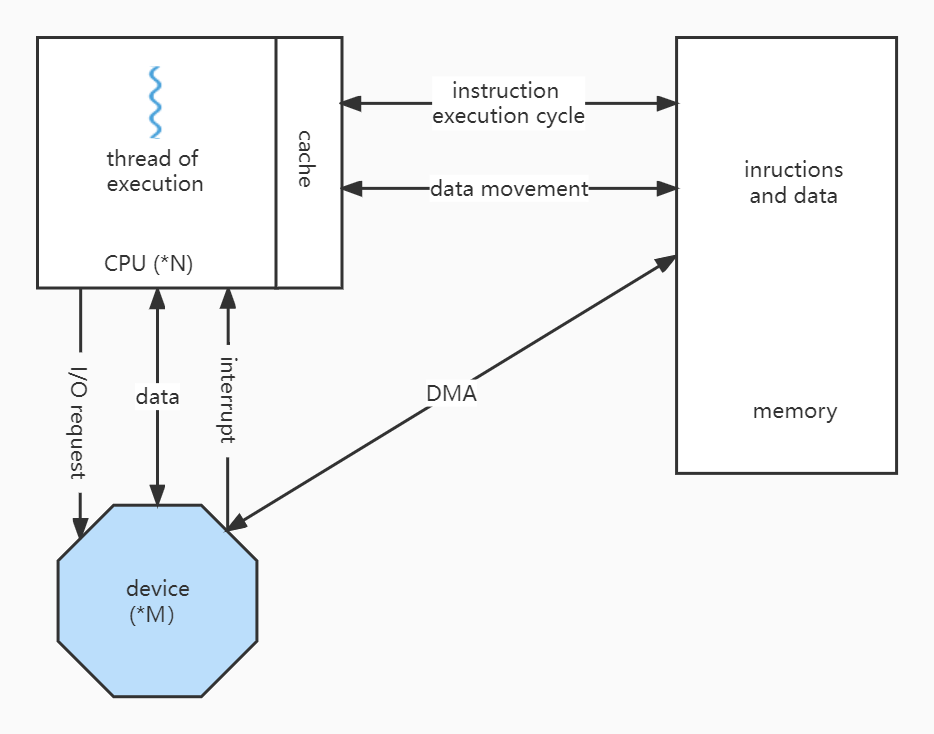 thread of
execution
CPU (*N)
cache
instruction
execution cycle
data movement
inructions
and data
memory
I/O request
data
interrupt
DMA
device
(*M)